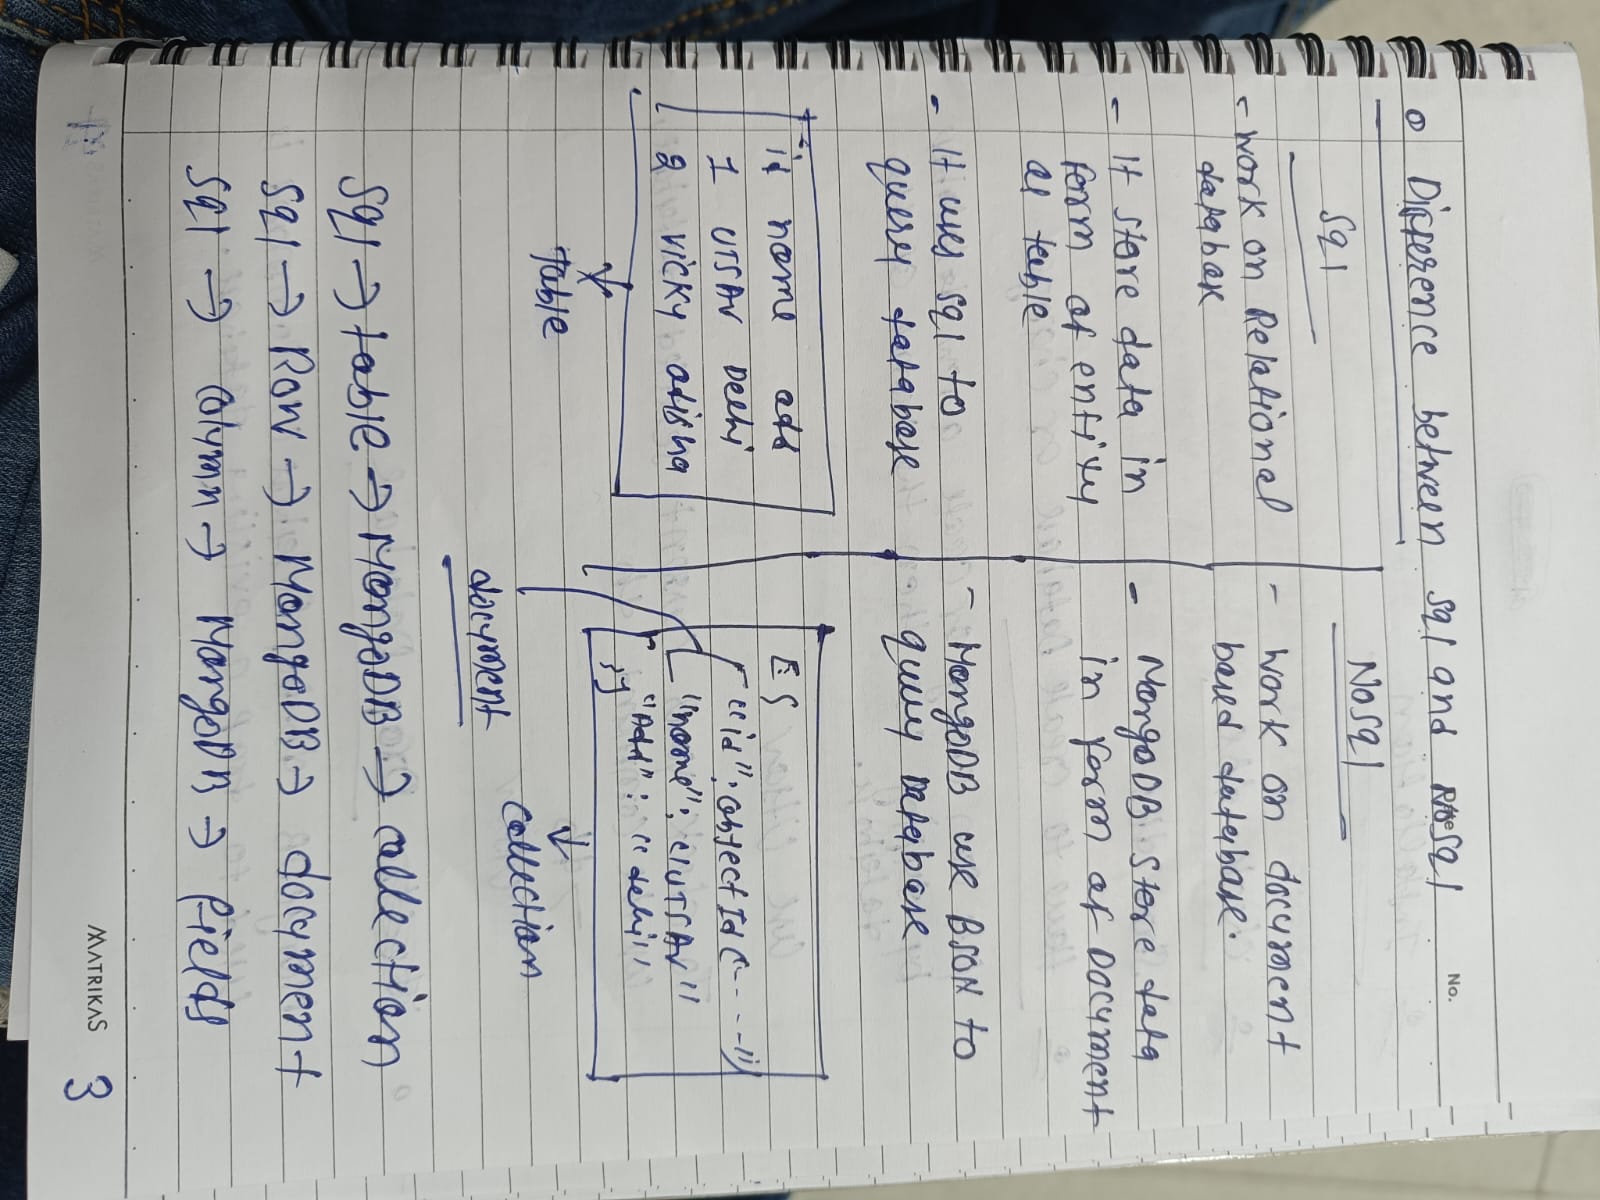 o Difference between Sql and NoSql
No.
Sql
- work on Relational
database
- It store data in
form of entity
as table
- It uses sql to
query database
id name add
1 UTSAV Delhi
2 VICKY odisha
table
NoSql
- work on document
based database.
- MongoDB store data
in form of Document
- MongoDB use BSON to
query Database
"id": Object Id (-----")
"name": "UTSAV"
"Add": "delhi"
collection
document
Sql → table → MongoDB → collection
Sql → Row → MongoDB → document
Sql → column → MongoDB → fields
MATRIKAS 3